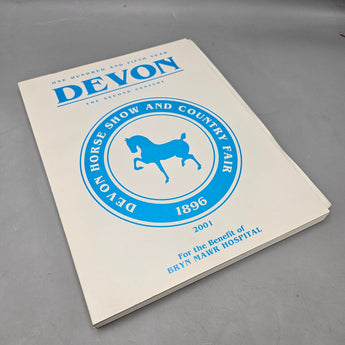 ONE HUNDRED AND FIFTH YEAR
DEVON
THE SECOND CENTURY
DEVON HORSE SHOW AND COUNTRY FAIR
1896
2001
For the Benefit of
BRYN MAWR HOSPITAL